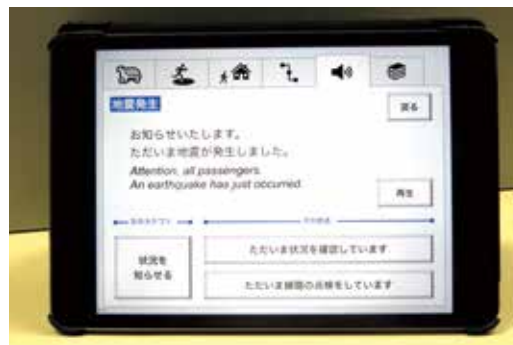 地震発生
戻る
お知らせいたします。
ただいま地震が発生しました。
Attention, all passengers.
An earthquake has just occurred.
再生
状況を
知らせる
ただいま状況を確認しています
ただいま線路の点検をしています